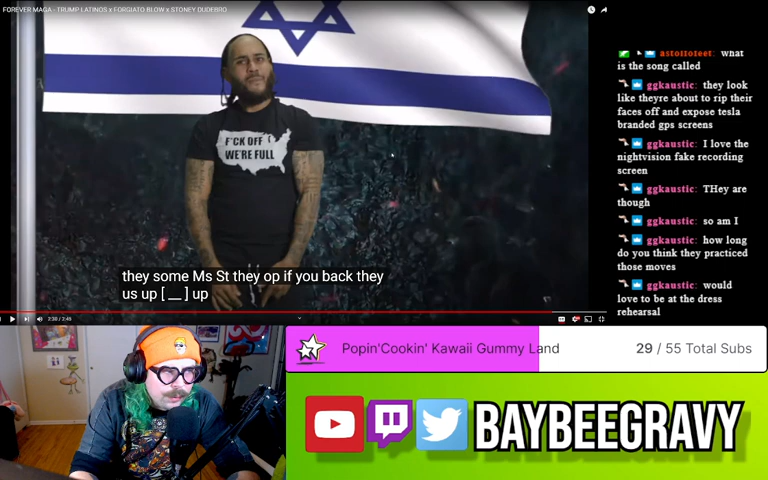 FOREVER MAGA - TRUMP LATINOS x FORGIATO BLOW x STONEY DUDEBRO
F*CK OFF
WE'RE FULL
they some Ms St they op if you back they
us up [ __ ] up
2:30 / 2:45
astolfofeet: what
is the song called
ggkaustic: they look
like theyre about to rip their
faces off and expose tesla
branded gps screens
ggkaustic: I love the
nightvision fake recording
screen
ggkaustic: THey are
though
ggkaustic: so am I
ggkaustic: how long
do you think they practiced
those moves
ggkaustic: would
love to be at the dress
rehearsal
Popin'Cookin' Kawaii Gummy Land
29 / 55 Total Subs
BAYBEEGRAVY